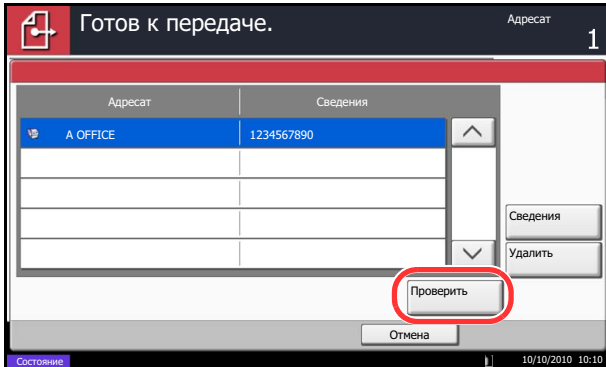 Готов к передаче.
Адресат
1
Адресат Сведения
A OFFICE 1234567890
Сведения
Удалить
Проверить
Отмена
Состояние 10/10/2010 10:10